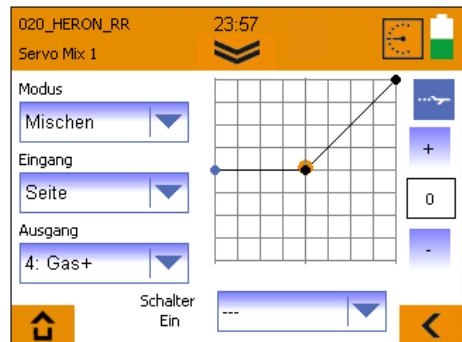 020_HERON_RR 23:57
Servo Mix 1
Modus
Mischen
Eingang
Seite
Ausgang
4: Gas+
+
0
-
Schalter
Ein
---